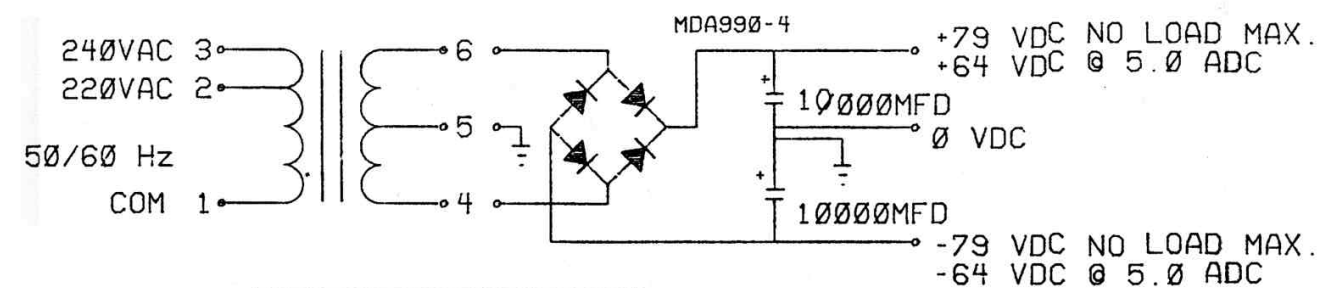 MDA990-4
240VAC 3
220VAC 2
50/60 Hz
COM 1
6
5
4
+
10000MFD
+
10000MFD
+79 VDC NO LOAD MAX.
+64 VDC @ 5.0 ADC
0 VDC
-79 VDC NO LOAD MAX.
-64 VDC @ 5.0 ADC